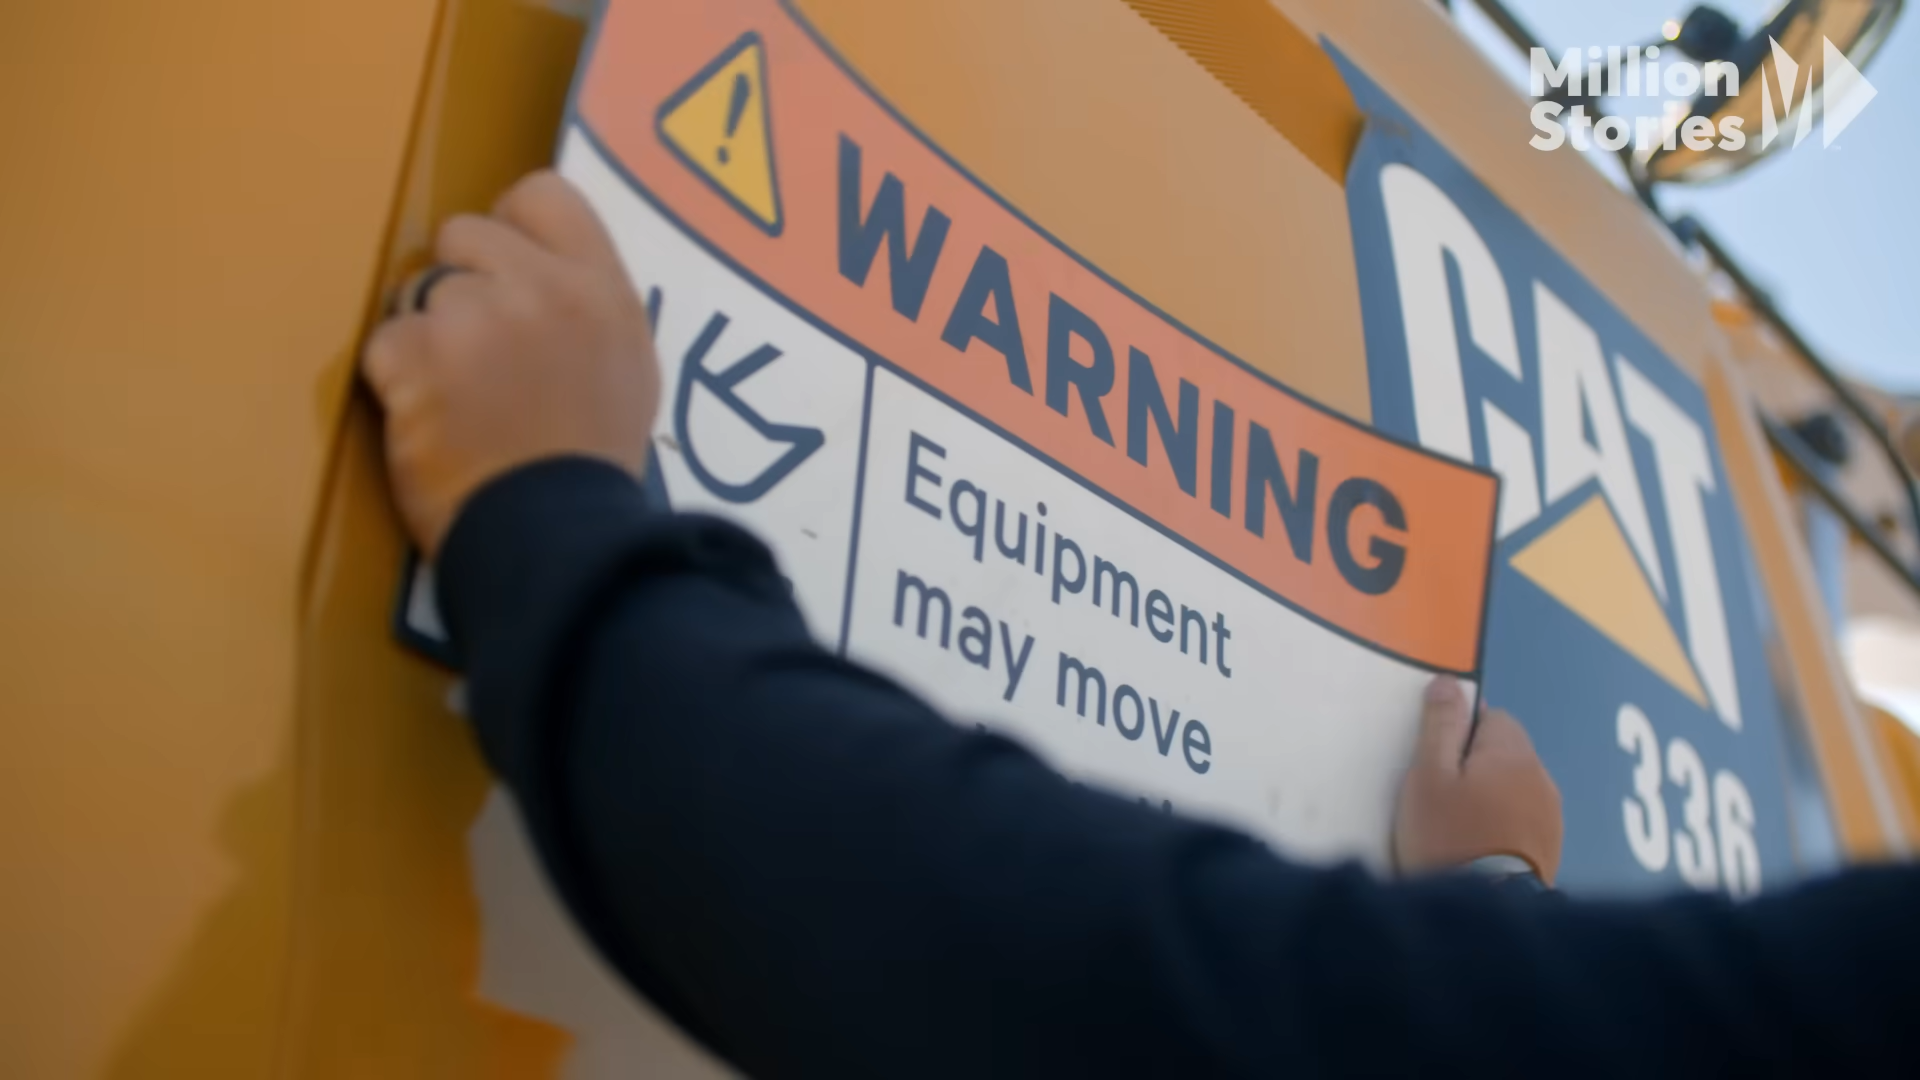 Million
Stories
WARNING
Equipment
may move
CAT
336